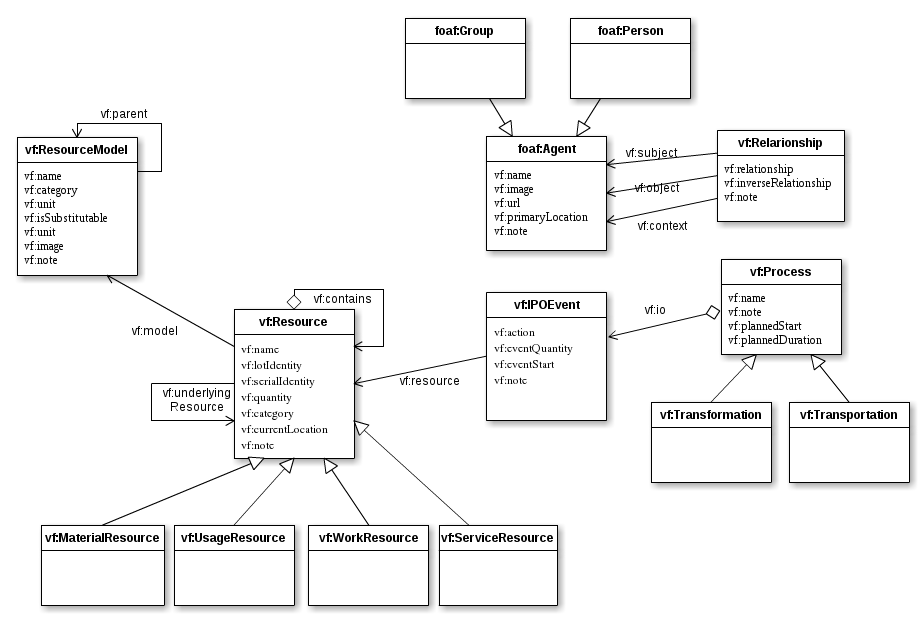 foaf:Group
foaf:Person
vf:parent
vf:ResourceModel
vf:name
vf:category
vf:unit
vf:isSubstitutable
vf:unit
vf:image
vf:note
foaf:Agent
vf:name
vf:image
vf:url
vf:primaryLocation
vf:note
vf:subject
vf:object
vf:context
vf:Relarionship
vf:relationship
vf:inverseRelationship
vf:note
vf:model
vf:contains
vf:Resource
vf:name
vf:lotIdentity
vf:serialIdentity
vf:quantity
vf:category
vf:currentLocation
vf:note
vf:underlying
Resource
vf:resource
vf:IPOEvent
vf:action
vf:eventQuantity
vf:eventStart
vf:note
vf:io
vf:Process
vf:name
vf:note
vf:plannedStart
vf:plannedDuration
vf:Transformation
vf:Transportation
vf:MaterialResource
vf:UsageResource
vf:WorkResource
vf:ServiceResource